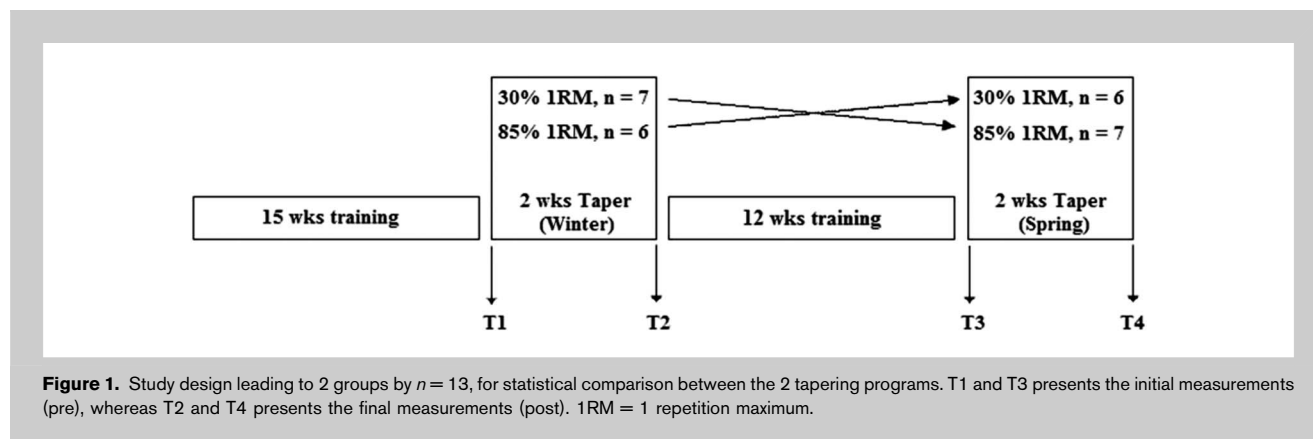 30% 1RM, n = 7
85% 1RM, n = 6
2 wks Taper
(Winter)
30% 1RM, n = 6
85% 1RM, n = 7
2 wks Taper
(Spring)
15 wks training
12 wks training
T1
T2
T3
T4
Figure 1. Study design leading to 2 groups by n = 13, for statistical comparison between the 2 tapering programs. T1 and T3 presents the initial measurements
(pre), whereas T2 and T4 presents the final measurements (post). 1RM = 1 repetition maximum.